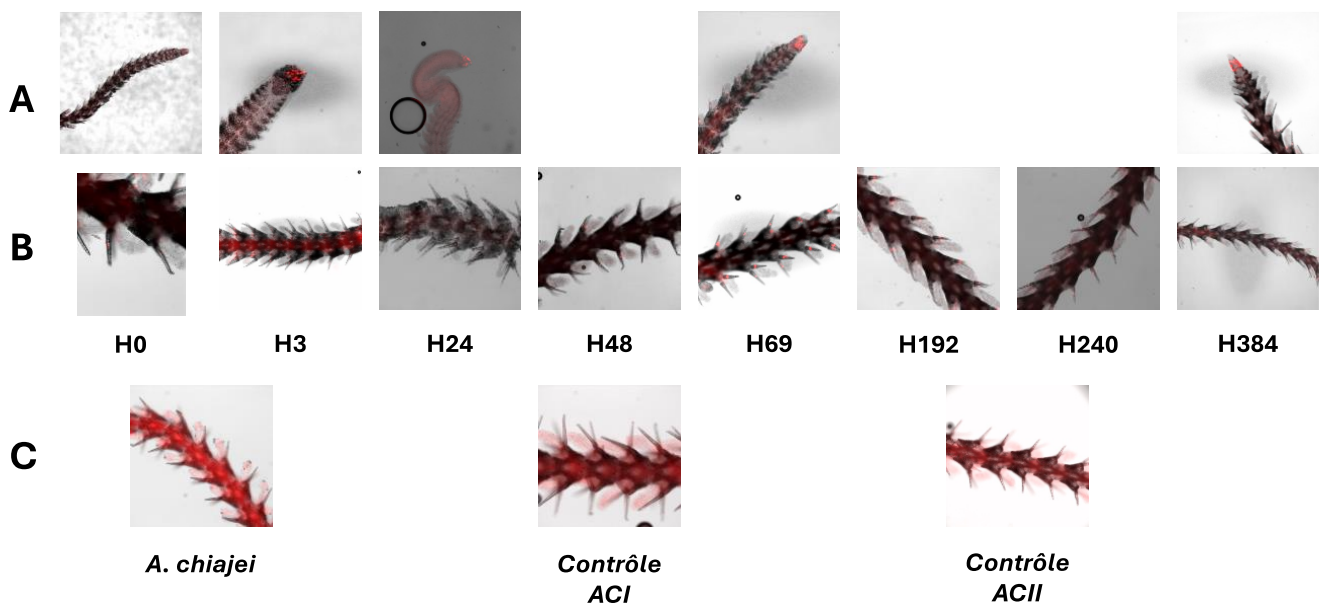 A
B
H0 H3 H24 H48 H69 H192 H240 H384
C
A. chiajei Contrôle Contrôle
ACI ACII